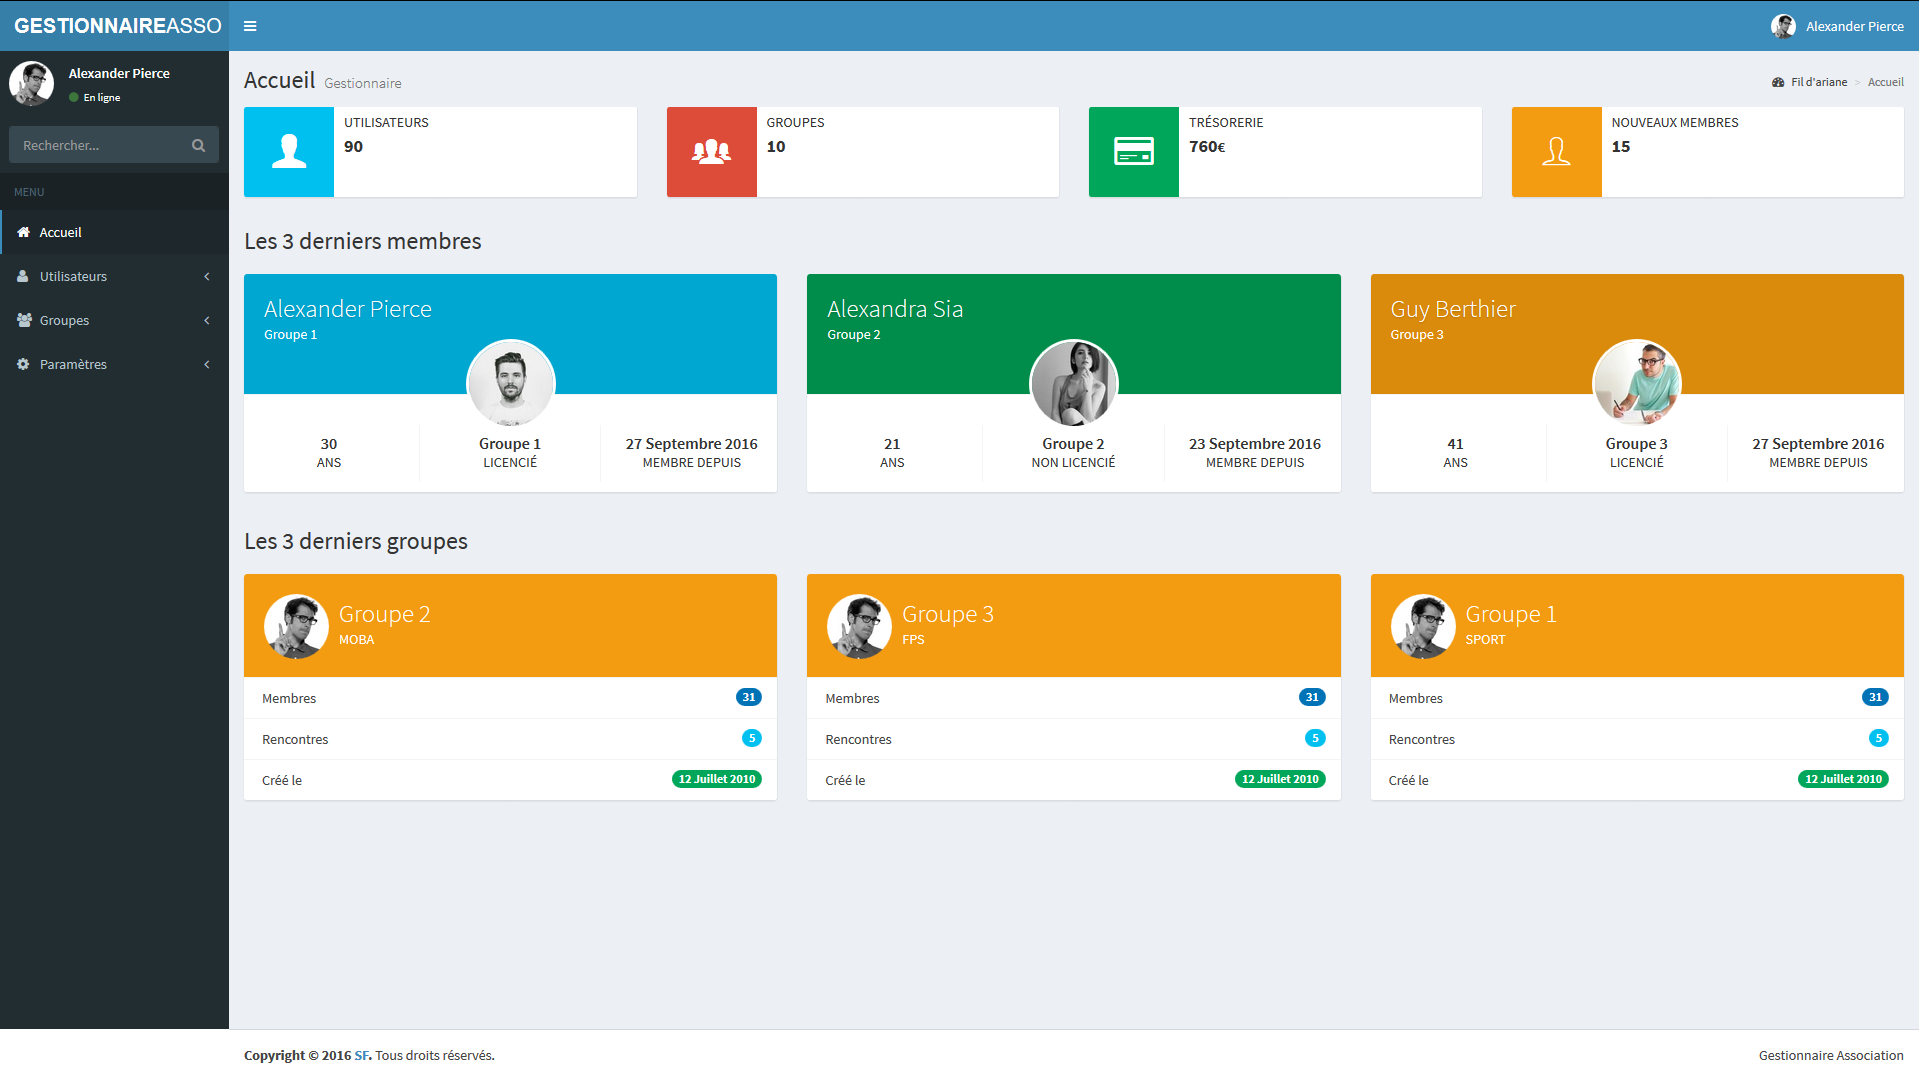 GESTIONNAIREASSO
Alexander Pierce
Alexander Pierce
En ligne
Rechercher...
MENU
Accueil
Utilisateurs
Groupes
Paramètres
Accueil Gestionnaire
Fil d'ariane > Accueil
UTILISATEURS
90
GROUPES
10
TRÉSORERIE
760€
NOUVEAUX MEMBRES
15
Les 3 derniers membres
Alexander Pierce
Groupe 1
30
ANS
Groupe 1
LICENCIÉ
27 Septembre 2016
MEMBRE DEPUIS
Alexandra Sia
Groupe 2
21
ANS
Groupe 2
NON LICENCIÉ
23 Septembre 2016
MEMBRE DEPUIS
Guy Berthier
Groupe 3
41
ANS
Groupe 3
LICENCIÉ
27 Septembre 2016
MEMBRE DEPUIS
Les 3 derniers groupes
Groupe 2
MOBA
Membres 31
Rencontres 5
Créé le 12 Juillet 2010
Groupe 3
FPS
Membres 31
Rencontres 5
Créé le 12 Juillet 2010
Groupe 1
SPORT
Membres 31
Rencontres 5
Créé le 12 Juillet 2010
Copyright © 2016 SF. Tous droits réservés.
Gestionnaire Association